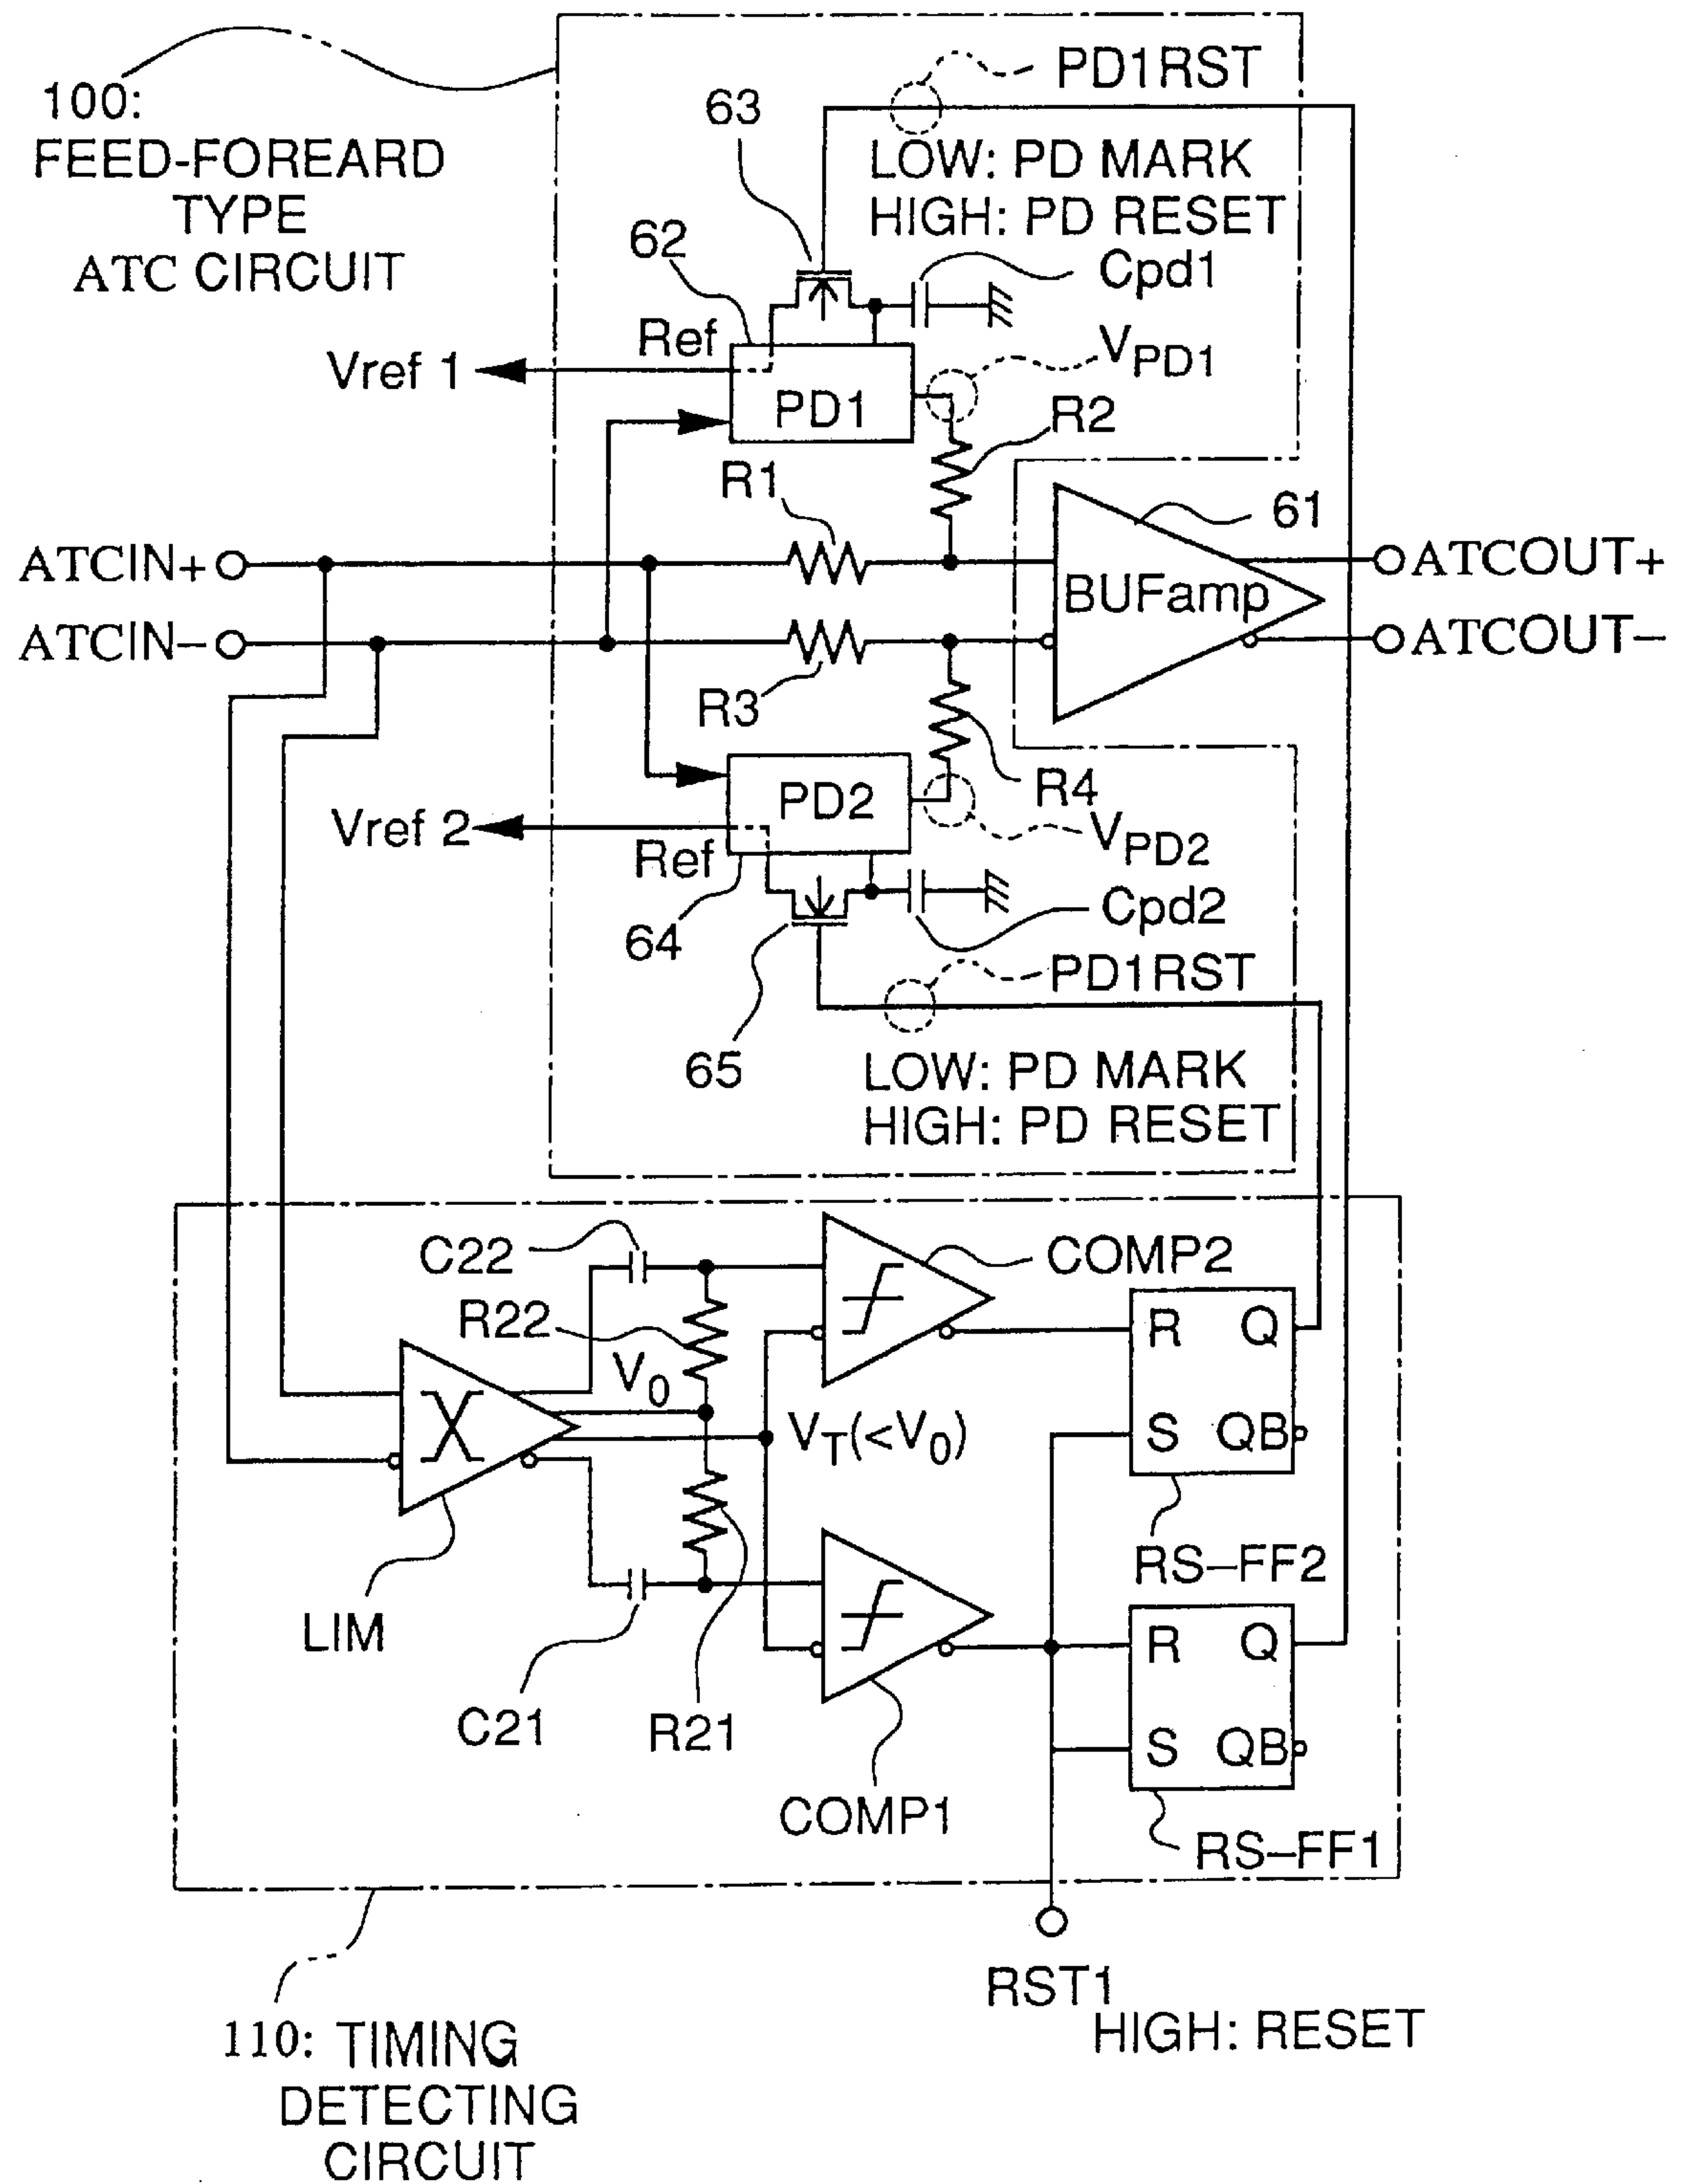 100:
FEED-FOREARD
TYPE
ATC CIRCUIT
PD1RST
63
LOW: PD MARK
HIGH: PD RESET
62
Cpd1
Ref
Vref 1
VPD1
PD1
R2
R1
61
ATCIN+
ATCOUT+
BUFamp
ATCIN−
ATCOUT−
R3
R4
PD2
Vref 2
VPD2
Ref
Cpd2
64
PD1RST
65
LOW: PD MARK
HIGH: PD RESET
C22
COMP2
R22
R Q
V0
VT(<V0)
S QB
RS–FF2
LIM
R Q
C21
R21
S QB
COMP1
RS–FF1
RST1
HIGH: RESET
110: TIMING
DETECTING
CIRCUIT